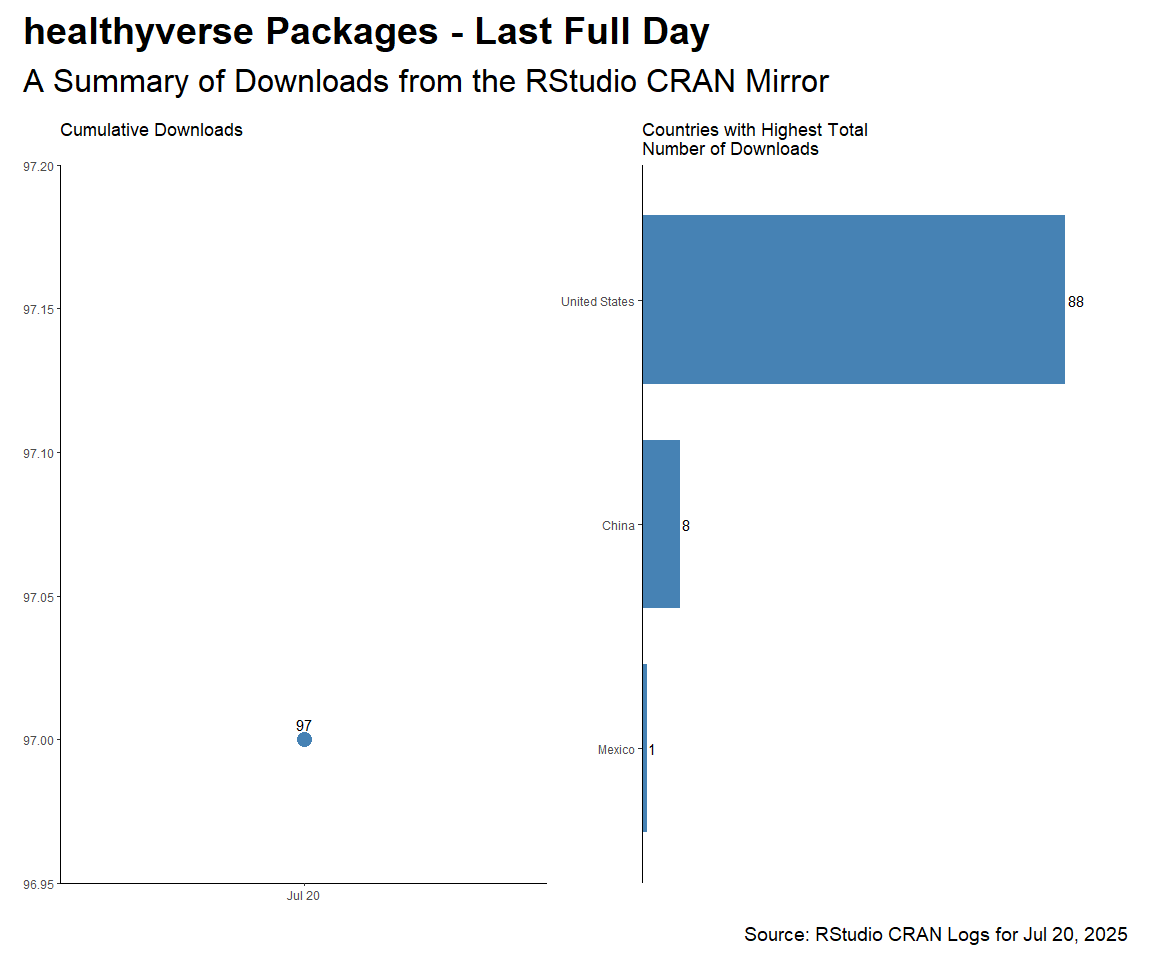 healthyverse Packages - Last Full Day
A Summary of Downloads from the RStudio CRAN Mirror
Cumulative Downloads
97.20
97.15
97.10
97.05
97.00
96.95
97
Jul 20
Countries with Highest Total
Number of Downloads
United States
88
China
8
Mexico
1
Source: RStudio CRAN Logs for Jul 20, 2025